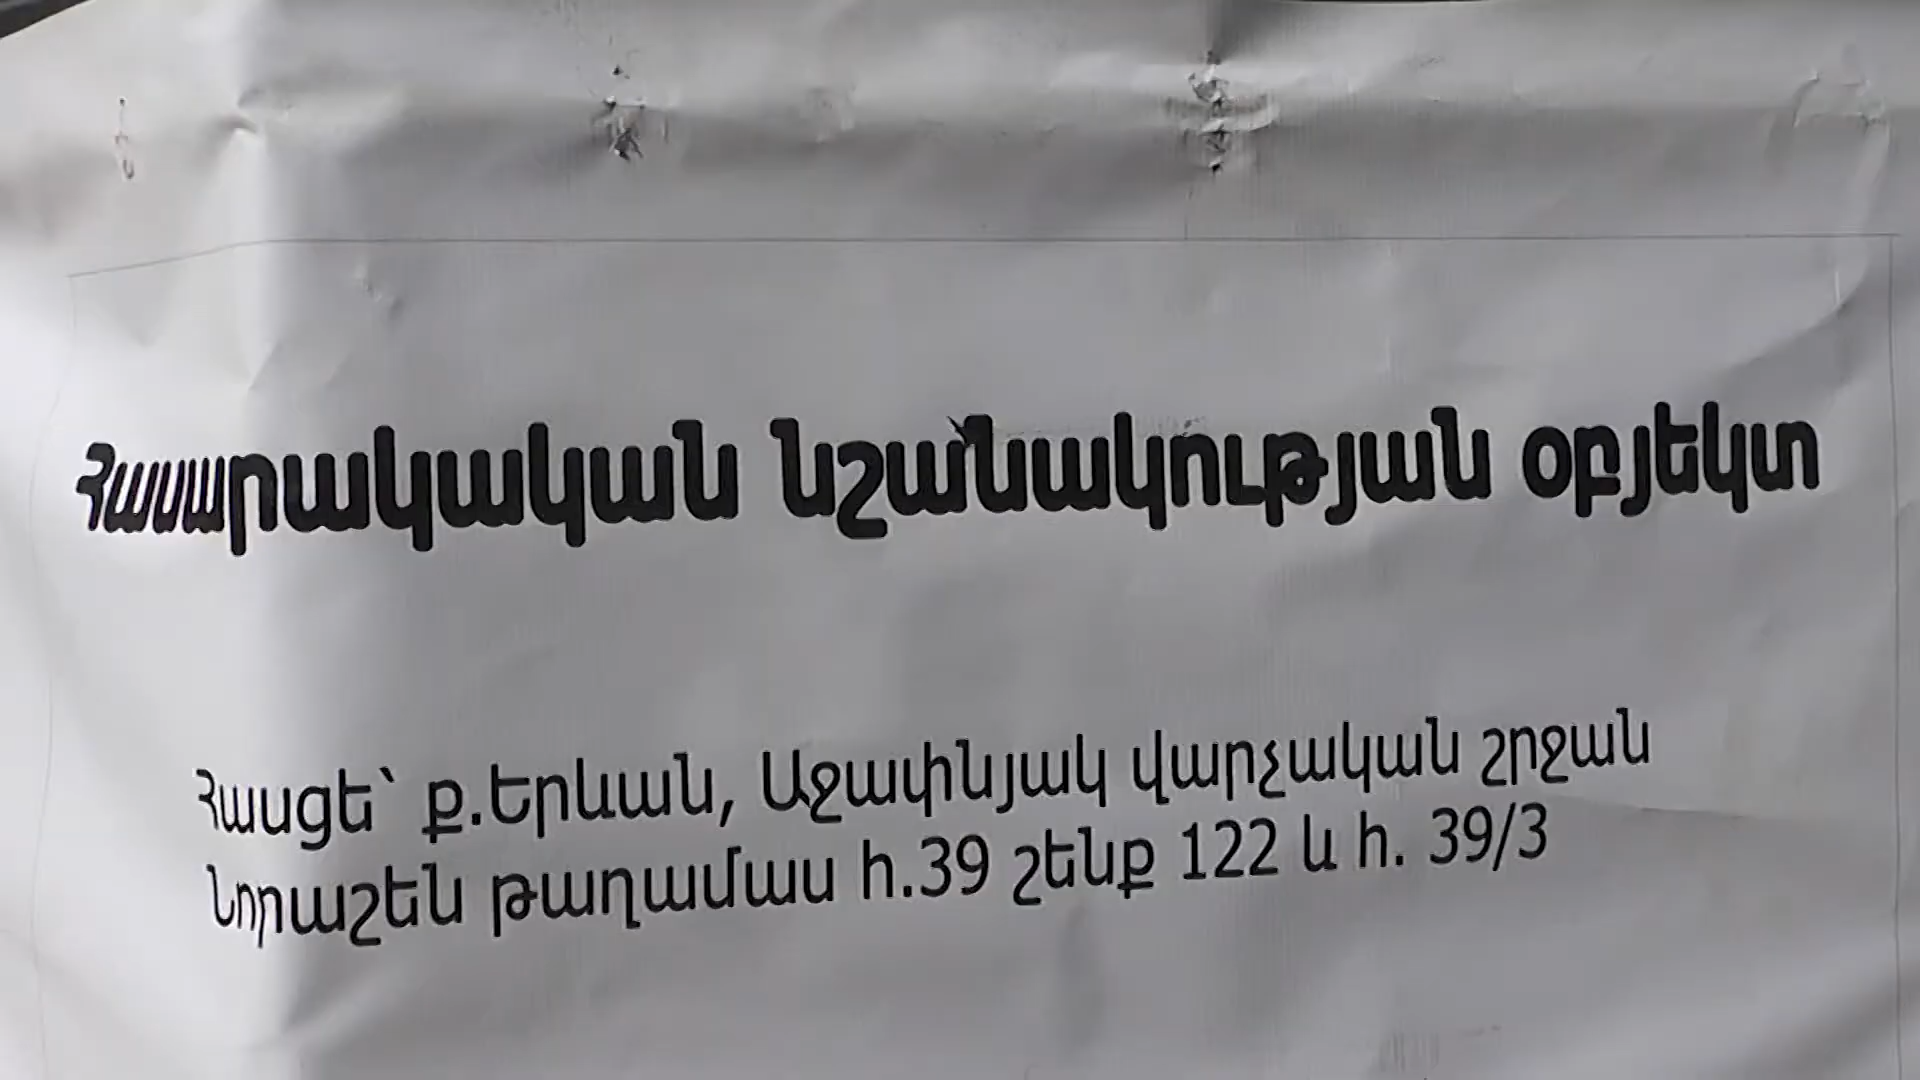 Հասարակական նշանակության օբյեկտ
Հասցե՝ ք.Երևան, Աջափնյակ վարչական շրջան
Նորաշեն թաղամաս հ.39 շենք 122 և հ. 39/3